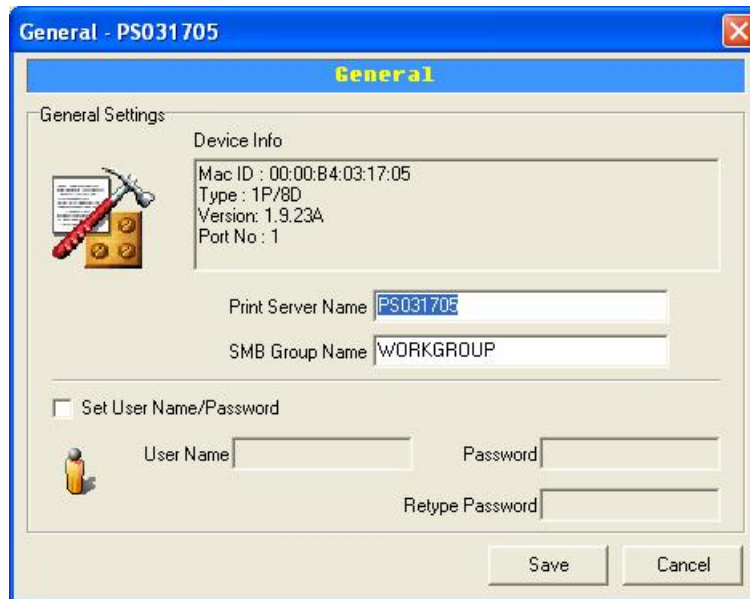 General - PS031705
General
General Settings
Device Info
Mac ID : 00:00:B4:03:17:05
Type : 1P/8D
Version: 1.9.23A
Port No : 1
Print Server Name PS031705
SMB Group Name WORKGROUP
Set User Name/Password
User Name Password
Retype Password
Save Cancel